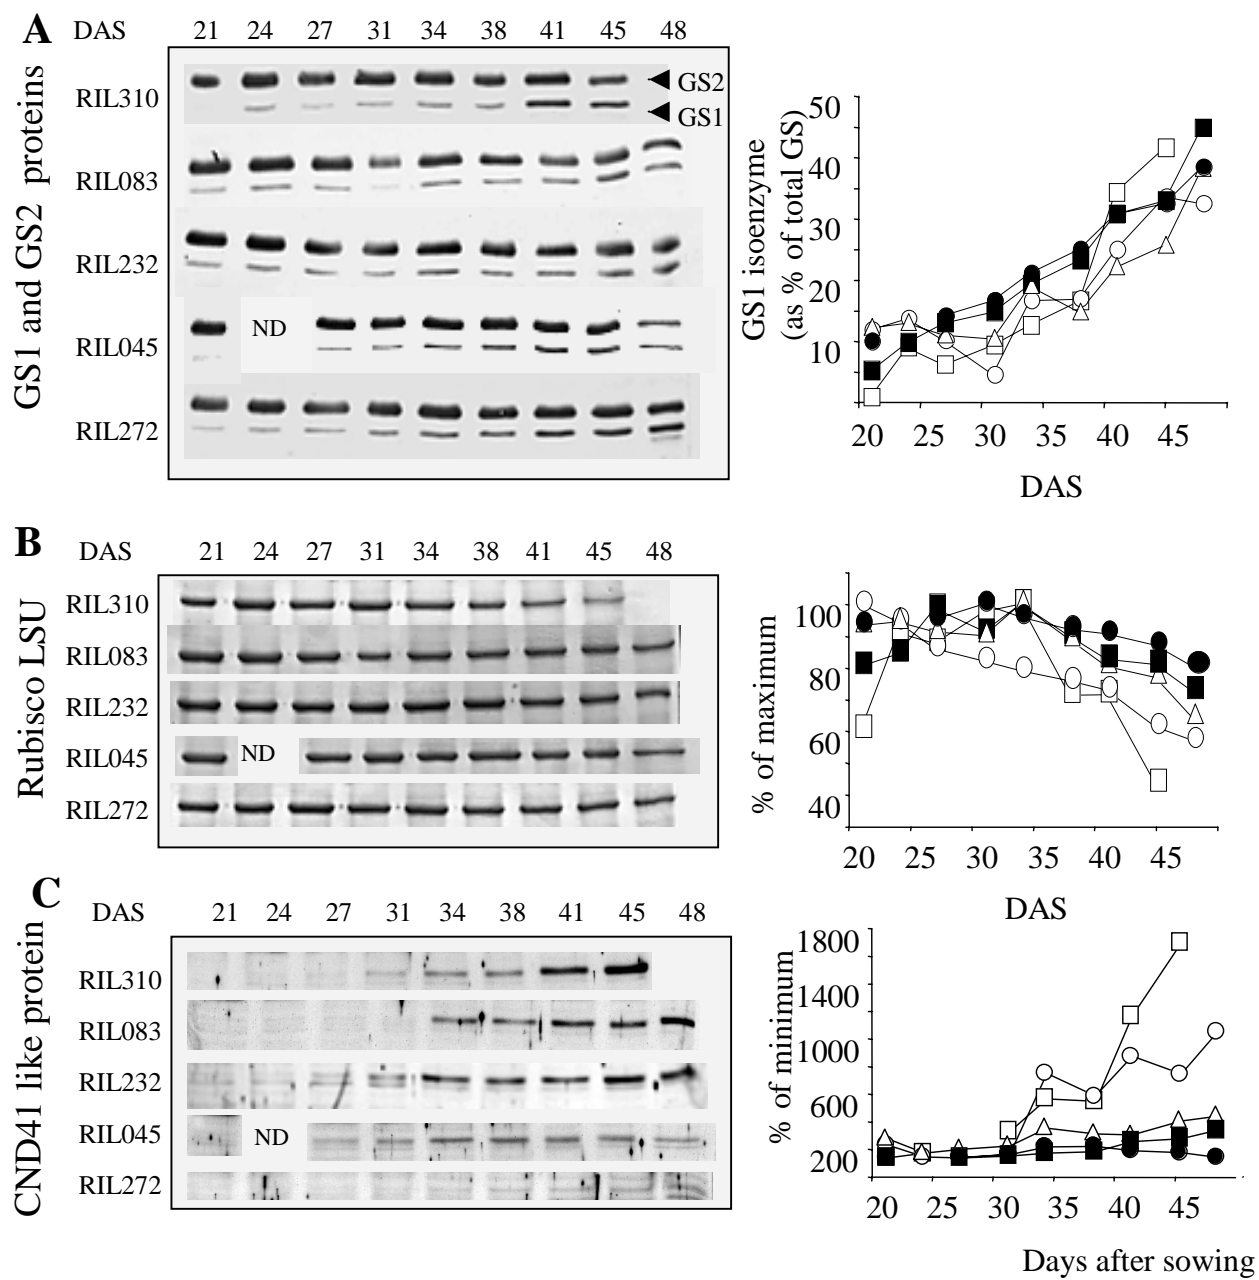 A DAS 21 24 27 31 34 38 41 45 48
GS1 and GS2 proteins
RIL310
GS2
GS1
RIL083
RIL232
RIL045 ND
RIL272
GS1 isoenzyme
(as % of total GS)
50
40
30
20
10
20 25 30 35 40 45
DAS
B DAS 21 24 27 31 34 38 41 45 48
Rubisco LSU
RIL310
RIL083
RIL232
RIL045 ND
RIL272
% of maximum
100
80
60
40
20 25 30 35 40 45
DAS
C DAS 21 24 27 31 34 38 41 45 48
CND41 like protein
RIL310
RIL083
RIL232
RIL045 ND
RIL272
% of minimum
1800
1400
1000
600
200
20 25 30 35 40 45
Days after sowing